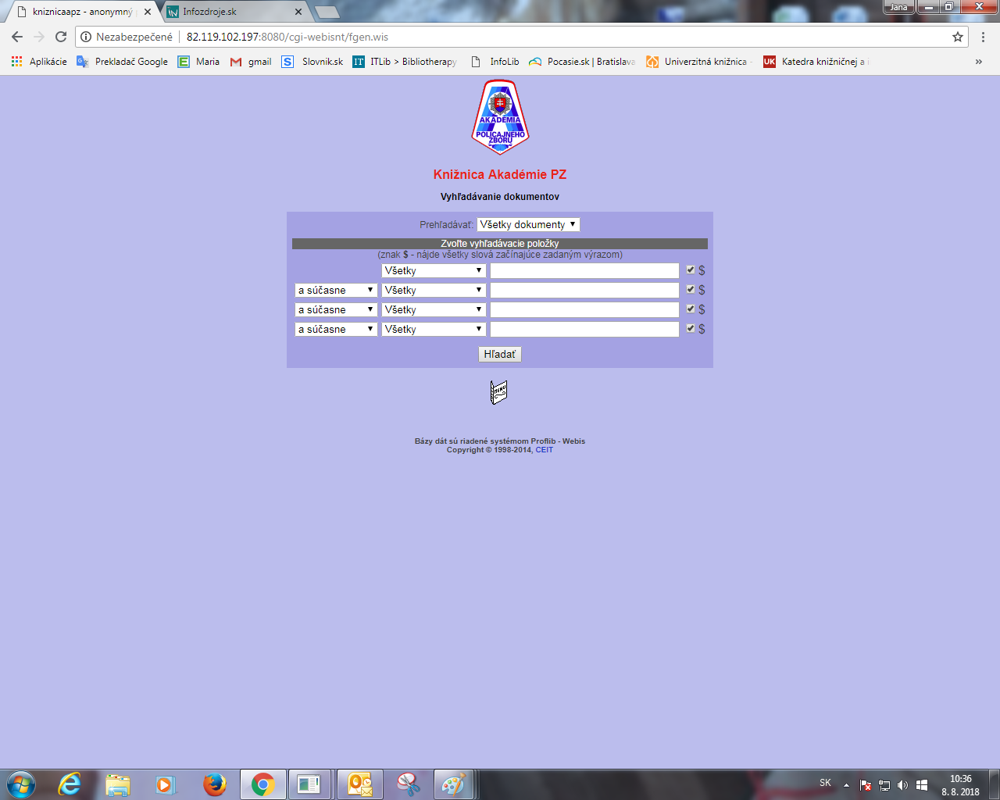 kniznicaapz - anonymný
Infozdroje.sk
Jana
Nezabezpečené
82.119.102.197:8080/cgi-webisnt/fgen.wis
Aplikácie
Prekladač Google
Maria
gmail
Slovnik.sk
ITLib > Bibliotherapy
InfoLib
Pocasie.sk | Bratislava
Univerzitná knižnica -
Katedra knižničnej a i
»
AKADÉMIA
POLICAJNÉHO
ZBORU
Knižnica Akadémie PZ
Vyhľadávanie dokumentov
Prehľadávať: Všetky dokumenty
Zvoľte vyhľadávacie položky
(znak $ - nájde všetky slová začínajúce zadaným výrazom)
Všetky $
a súčasne Všetky $
a súčasne Všetky $
a súčasne Všetky $
Hľadať
MENU
Bázy dát sú riadené systémom Proflib - Webis
Copyright © 1998-2014, CEIT
SK
10:36
8. 8. 2018